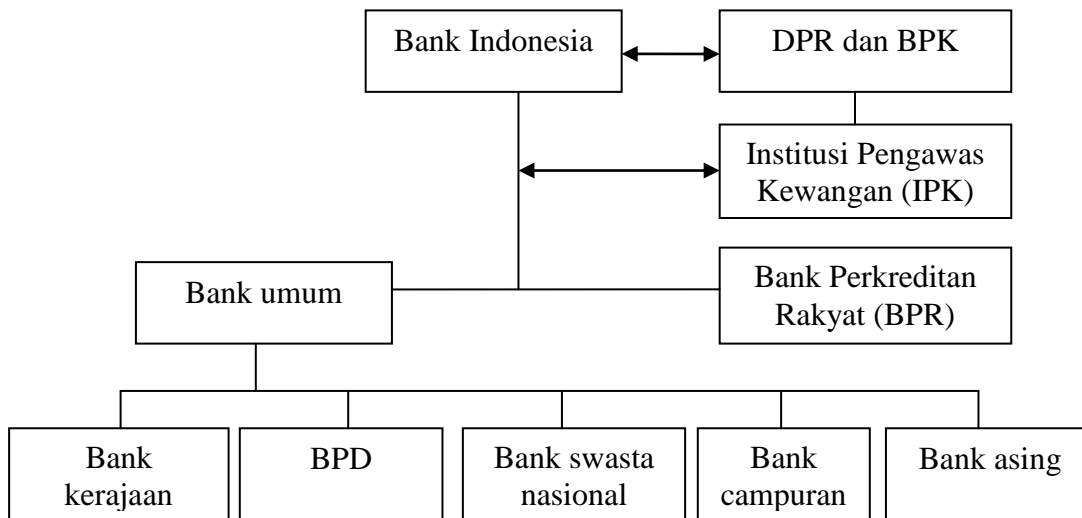 Bank Indonesia
DPR dan BPK
Institusi Pengawas
Kewangan (IPK)
Bank umum
Bank Perkreditan
Rakyat (BPR)
Bank
kerajaan
BPD
Bank swasta
nasional
Bank
campuran
Bank asing